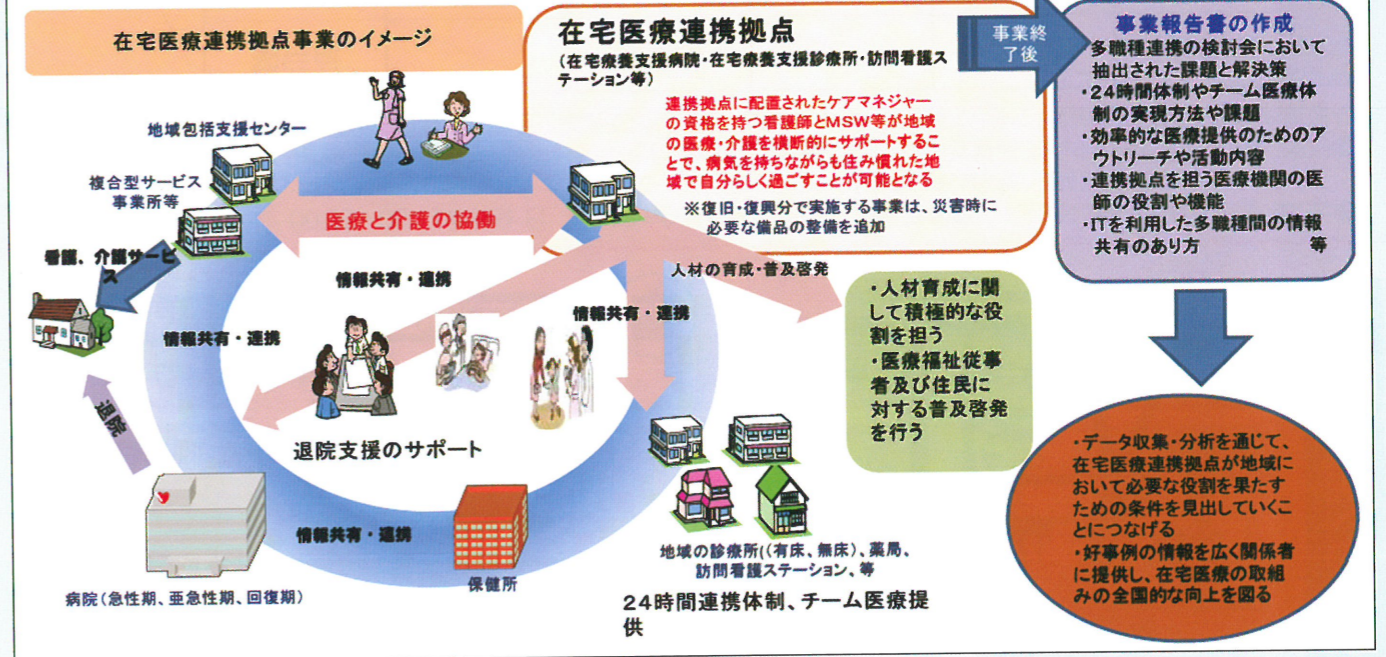 在宅医療連携拠点事業のイメージ
在宅医療連携拠点
(在宅療養支援病院・在宅療養支援診療所・訪問看護ス
テーション等)
連携拠点に配置されたケアマネジャー
の資格を持つ看護師とMSW等が地域
の医療・介護を横断的にサポートするこ
とで、病気を持ちながらも住み慣れた地
域で自分らしく過ごすことが可能となる
※復旧・復興分で実施する事業は、災害時に
必要な備品の整備を追加
事業終
了後
事業報告書の作成
・多職種連携の検討会において
抽出された課題と解決策
・24時間体制やチーム医療体
制の実現方法や課題
・効率的な医療提供のためのア
ウトリーチや活動内容
・連携拠点を担う医療機関の医
師の役割や機能
・ITを利用した多職種間の情報
共有のあり方 等
地域包括支援センター
複合型サービス
事業所等
医療と介護の協働
看護、介護サービ
ス
情報共有・連携
人材の育成・普及啓発
情報共有・連携
情報共有・連携
・人材育成に関
して積極的な役
割を担う
・医療福祉従事
者及び住民に
対する普及啓発
を行う
退院
退院支援のサポート
・データ収集・分析を通じて、
在宅医療連携拠点が地域に
おいて必要な役割を果たす
ための条件を見出していくこ
とにつなげる
・好事例の情報を広く関係者
に提供し、在宅医療の取組
みの全国的な向上を図る
情報共有・連携
保健所
病院(急性期、亜急性期、回復期)
地域の診療所((有床、無床)、薬局、
訪問看護ステーション、等
24時間連携体制、チーム医療提
供